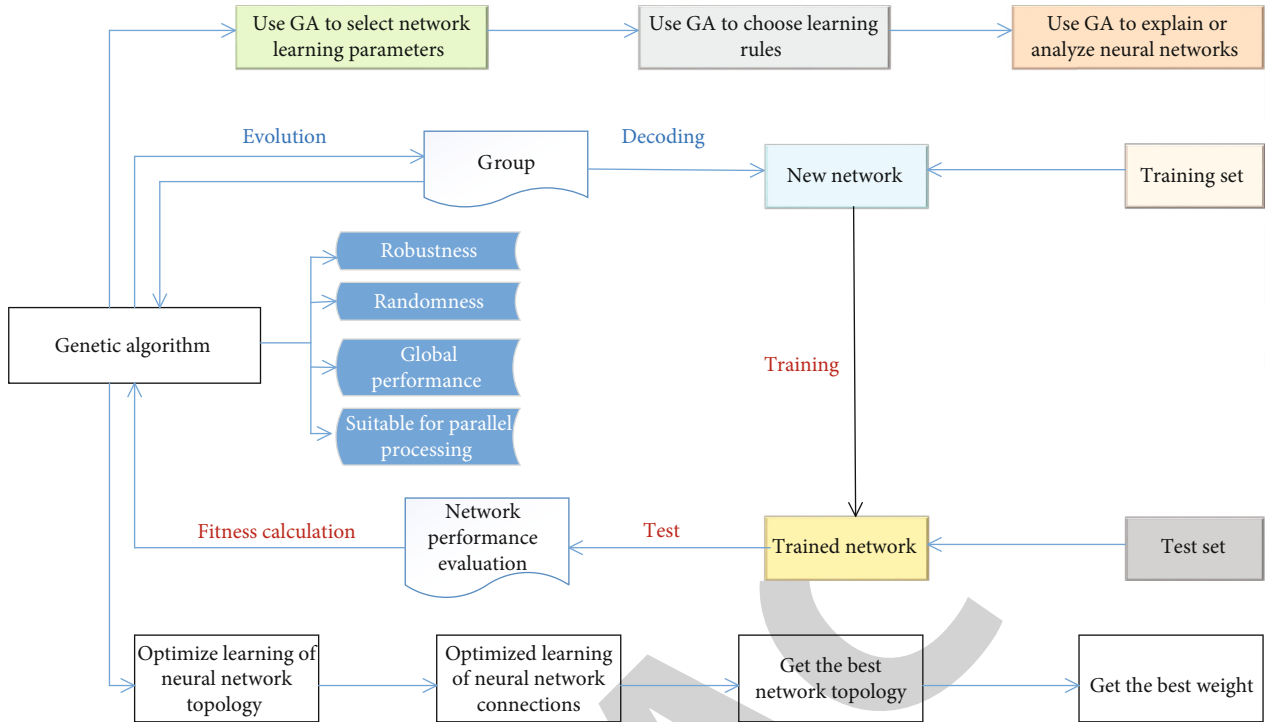 Use GA to select network
learning parameters
Use GA to choose learning
rules
Use GA to explain or
analyze neural networks
Evolution
Group
Decoding
New network
Training set
Robustness
Randomness
Genetic algorithm
Global
performance
Training
Suitable for parallel
processing
Fitness calculation
Network
performance
evaluation
Test
Trained network
Test set
Optimize learning of
neural network
topology
Optimized learning
of neural network
connections
Get the best
network topology
Get the best weight